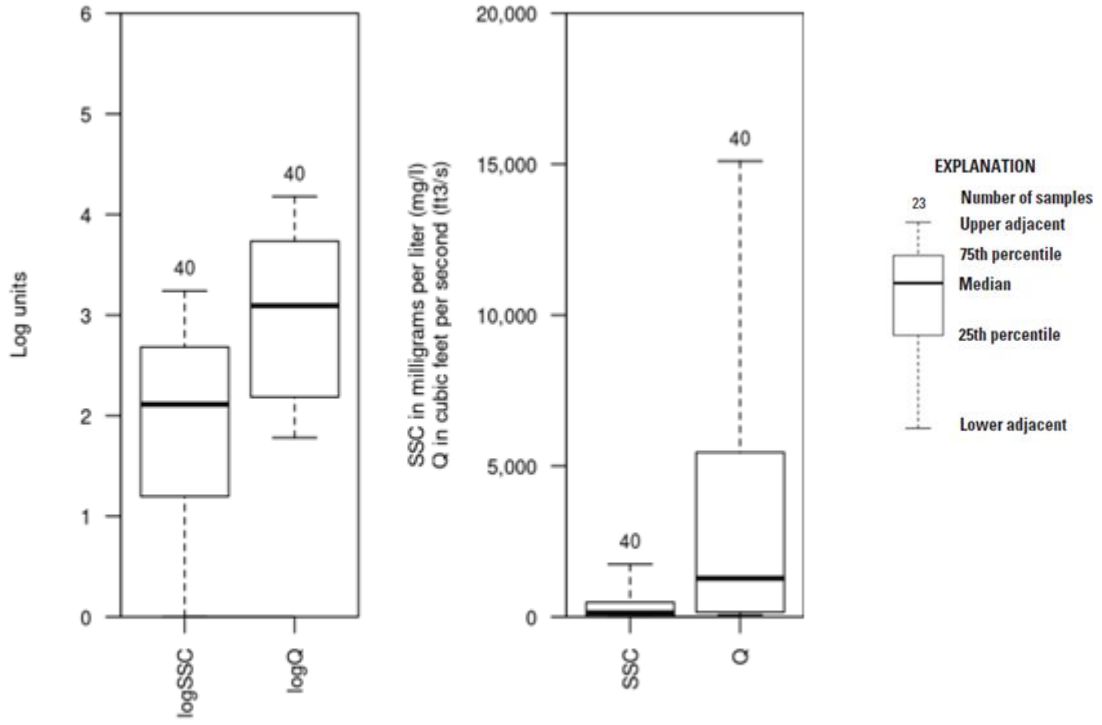 Log units
6
5
4
3
2
1
0
40
40
logSSC
logQ
SSC in milligrams per liter (mg/l)
Q in cubic feet per second (ft3/s)
20,000
15,000
10,000
5,000
0
40
40
SSC
Q
EXPLANATION
23 Number of samples
Upper adjacent
75th percentile
Median
25th percentile
Lower adjacent